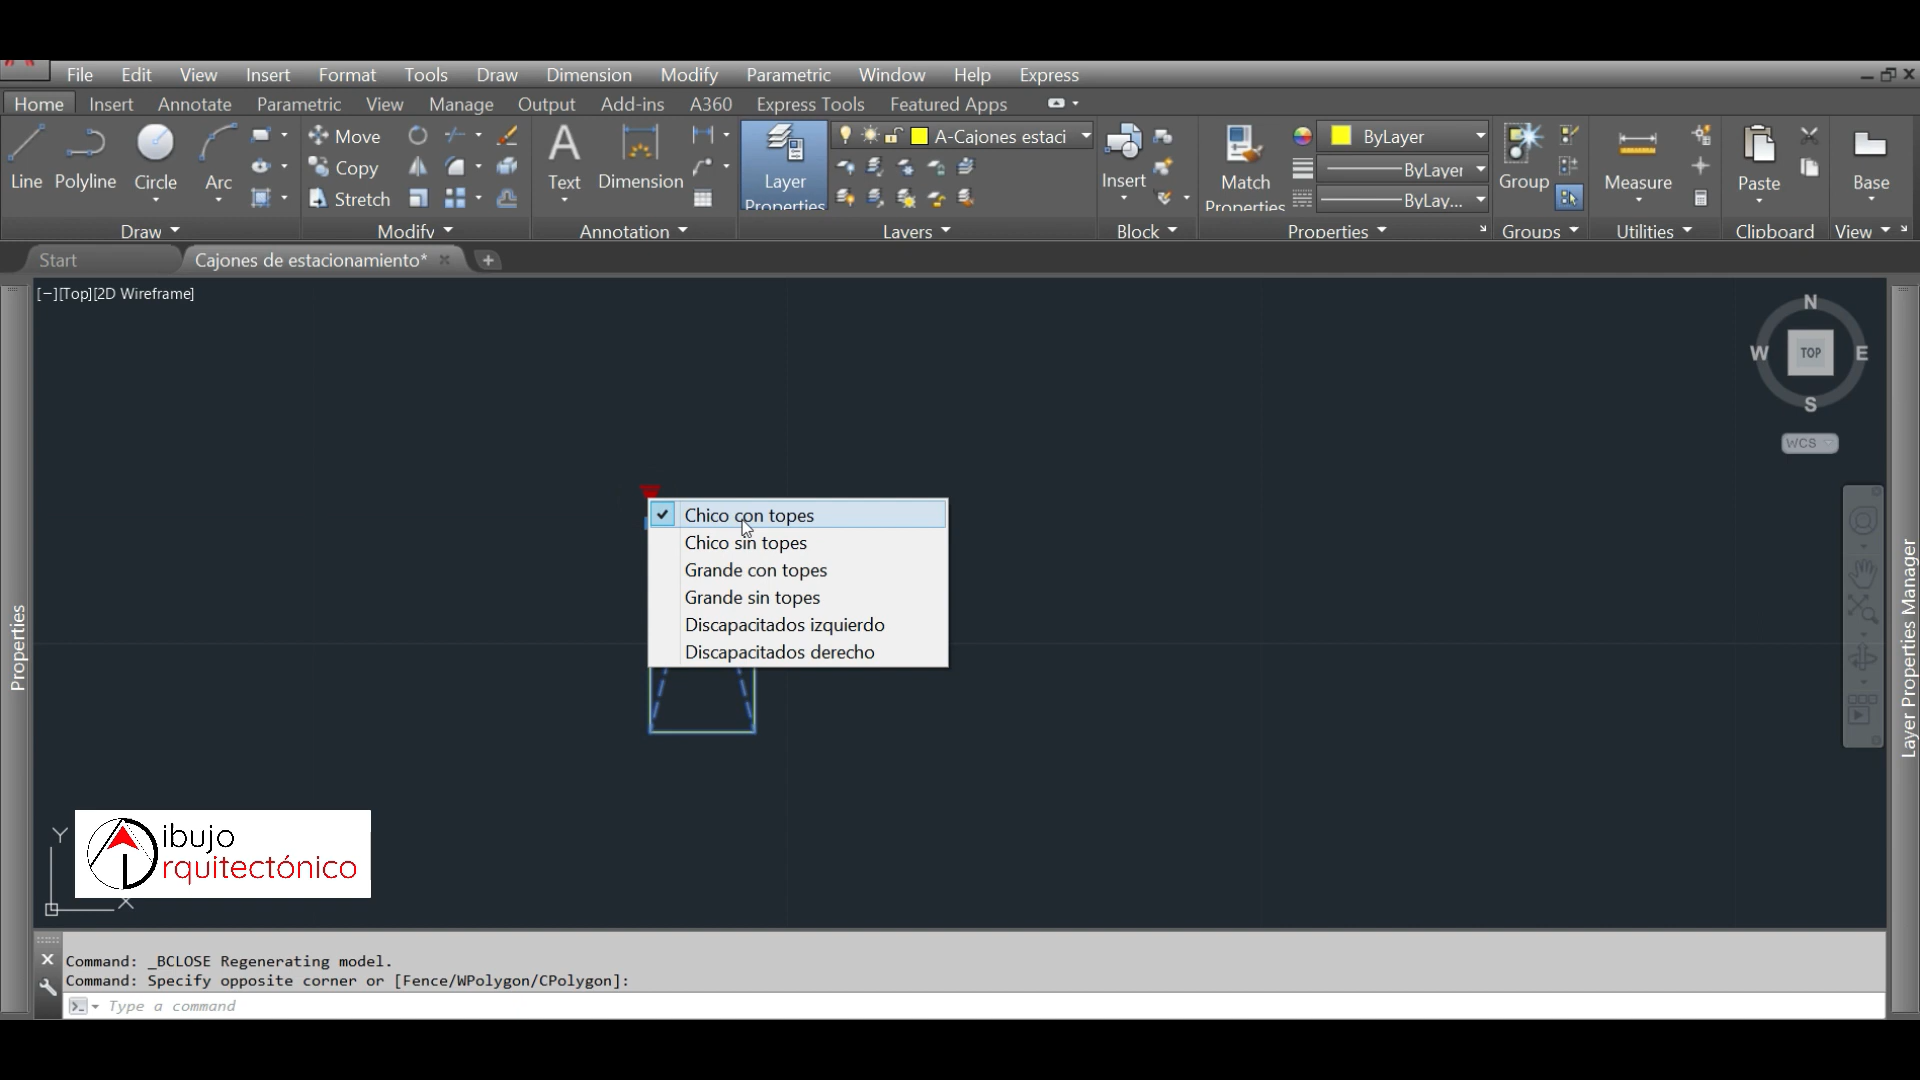 File Edit View Insert Format Tools Draw Dimension Modify Parametric Window Help Express
Home Insert Annotate Parametric View Manage Output Add-ins A360 Express Tools Featured Apps
Line Polyline Circle Arc
Move
Copy
Stretch
Text Dimension
Layer
Properties
A-Cajones estaci
Insert
Match
Properties
ByLayer
ByLayer
ByLay...
Group
Measure
Paste
Base
Draw Modify Annotation Layers Block Properties Groups Utilities Clipboard View
Start Cajones de estacionamiento*
[−][Top][2D Wireframe]
N
W TOP E
S
WCS
Chico con topes
Chico sin topes
Grande con topes
Grande sin topes
Discapacitados izquierdo
Discapacitados derecho
Properties
Layer Properties Manager
Y
X
ibujo
rquitectónico
Command: _BCLOSE Regenerating model.
Command: Specify opposite corner or [Fence/WPolygon/CPolygon]:
Type a command